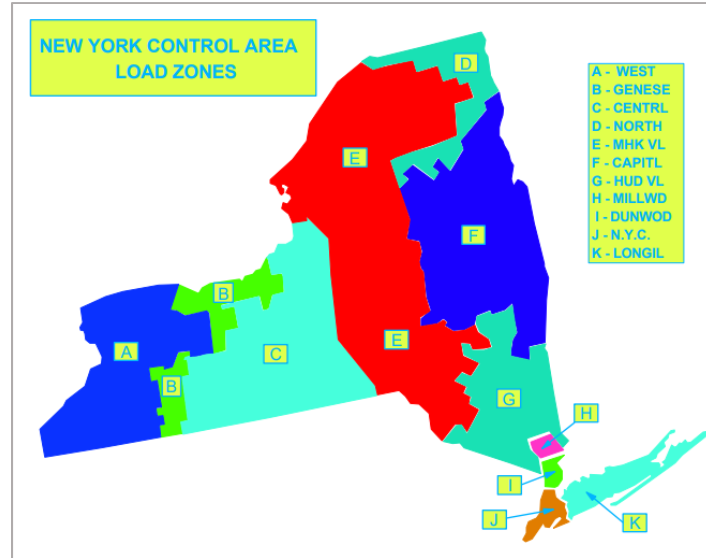 NEW YORK CONTROL AREA
LOAD ZONES
A - WEST
B - GENESE
C - CENTRL
D - NORTH
E - MHK VL
F - CAPITL
G - HUD VL
H - MILLWD
I - DUNWOD
J - N.Y.C.
K - LONGIL
D
E
F
B
A
C
E
B
G
H
I
J
K